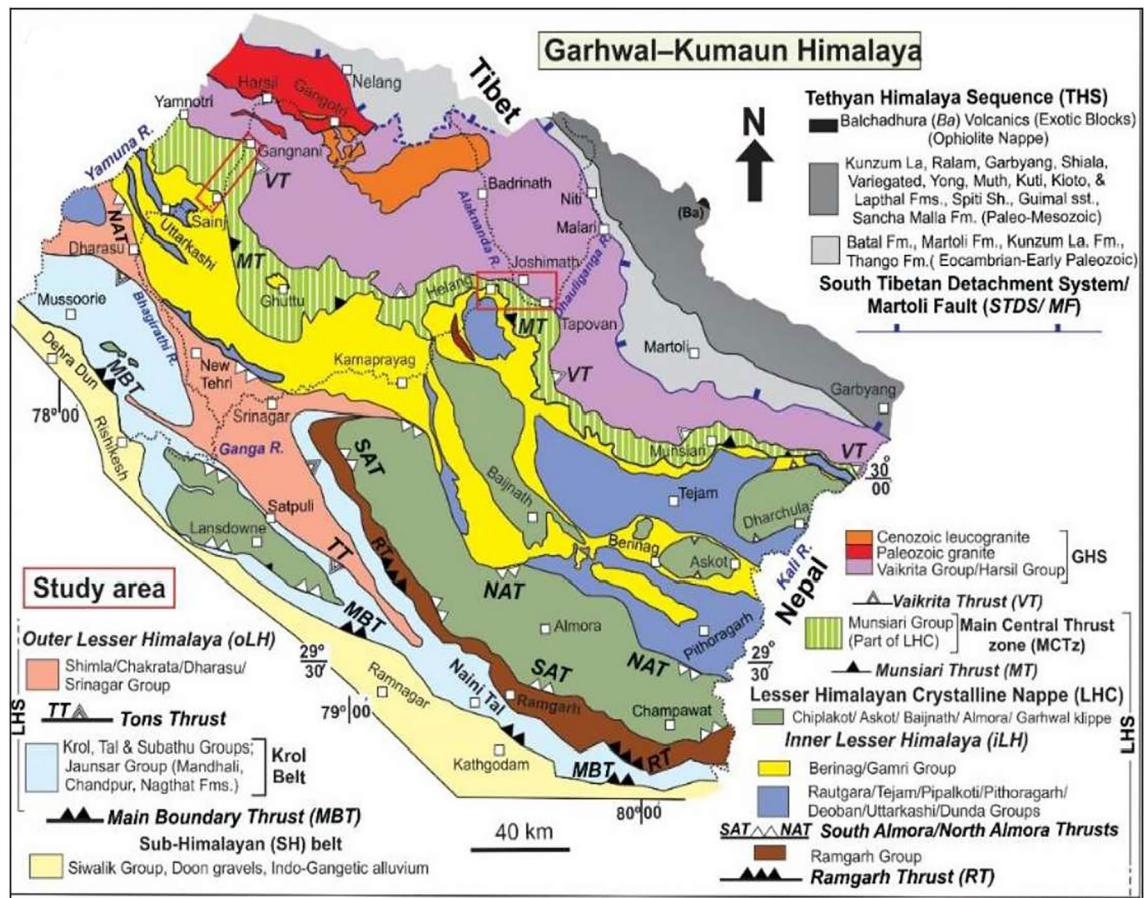 Garhwal–Kumaun Himalaya
Tibet
N
Harsil
Gangotri
Nelang
Yamnotri
Yamuna R.
Gangnani
VT
Badrinath
Niti
Alaknanda R.
Malari
(Ba)
Sainj
NAT
Dharasu
Uttarkashi
MT
Joshimath
Dhauliganga R.
Helang
Ghuttu
Mussoorie
Bhagirathi R.
MT
Tapovan
Martoli
Dehra Dun
MBT
New
Tehri
Karnaprayag
VT
Garbyang
78º00
Srinagar
Rishikesh
Ganga R.
SAT
Munsiari
VT
30º
00
Baijnath
Tejam
Dharchula
Satpuli
Lansdowne
RT
Berinag
Askot
Kali R.
TT
NAT
Nepal
MBT
Almora
Pithoragarh
29º
30
SAT
NAT
29º
30
Naini Tal
Ramnagar
Ramgarh
79º00
Champawat
Kathgodam
MBT
RT
80º00
40 km
Tethyan Himalaya Sequence (THS)
Balchadhura (Ba) Volcanics (Exotic Blocks)
(Ophiolite Nappe)
Kunzum La, Ralam, Garbyang, Shiala,
Variegated, Yong, Muth, Kuti, Kioto, &
Lapthal Fms., Spiti Sh., Guimal sst.,
Sancha Malla Fm. (Paleo-Mesozoic)
Batal Fm., Martoli Fm., Kunzum La. Fm.,
Thango Fm.( Eocambrian-Early Paleozoic)
South Tibetan Detachment System/
Martoli Fault (STDS/ MF)
Cenozoic leucogranite
Paleozoic granite
Vaikrita Group/Harsil Group
GHS
Vaikrita Thrust (VT)
Munsiari Group
(Part of LHC)
Main Central Thrust
zone (MCTz)
Munsiari Thrust (MT)
Lesser Himalayan Crystalline Nappe (LHC)
Chiplakot/ Askot/ Baijnath/ Almora/ Garhwal klippe
Inner Lesser Himalaya (iLH)
Berinag/Gamri Group
Rautgara/Tejam/Pipalkoti/Pithoragarh/
Deoban/Uttarkashi/Dunda Groups
SAT NAT South Almora/North Almora Thrusts
Ramgarh Group
Ramgarh Thrust (RT)
LHS
Study area
Outer Lesser Himalaya (oLH)
Shimla/Chakrata/Dharasu/
Srinagar Group
TT Tons Thrust
LHS
Krol, Tal & Subathu Groups;
Jaunsar Group (Mandhali,
Chandpur, Nagthat Fms.)
Krol
Belt
Main Boundary Thrust (MBT)
Sub-Himalayan (SH) belt
Siwalik Group, Doon gravels, Indo-Gangetic alluvium